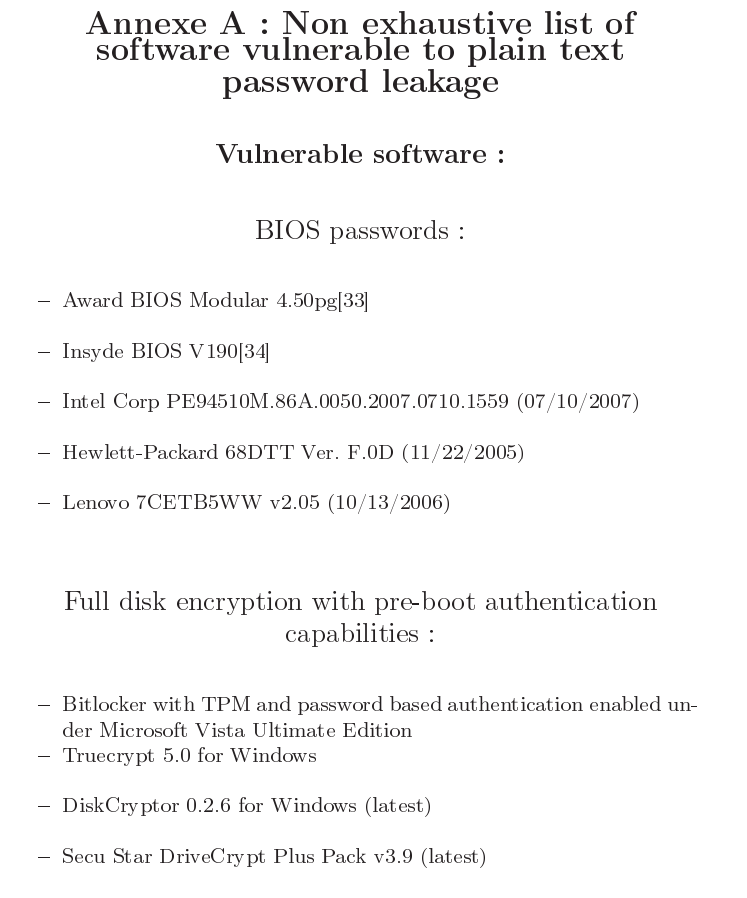 Annexe A : Non exhaustive list of
software vulnerable to plain text
password leakage
Vulnerable software :
BIOS passwords :
– Award BIOS Modular 4.50pg[33]
– Insyde BIOS V190[34]
– Intel Corp PE94510M.86A.0050.2007.0710.1559 (07/10/2007)
– Hewlett-Packard 68DTT Ver. F.0D (11/22/2005)
– Lenovo 7CETB5WW v2.05 (10/13/2006)
Full disk encryption with pre-boot authentication
capabilities :
– Bitlocker with TPM and password based authentication enabled un-
der Microsoft Vista Ultimate Edition
– Truecrypt 5.0 for Windows
– DiskCryptor 0.2.6 for Windows (latest)
– Secu Star DriveCrypt Plus Pack v3.9 (latest)